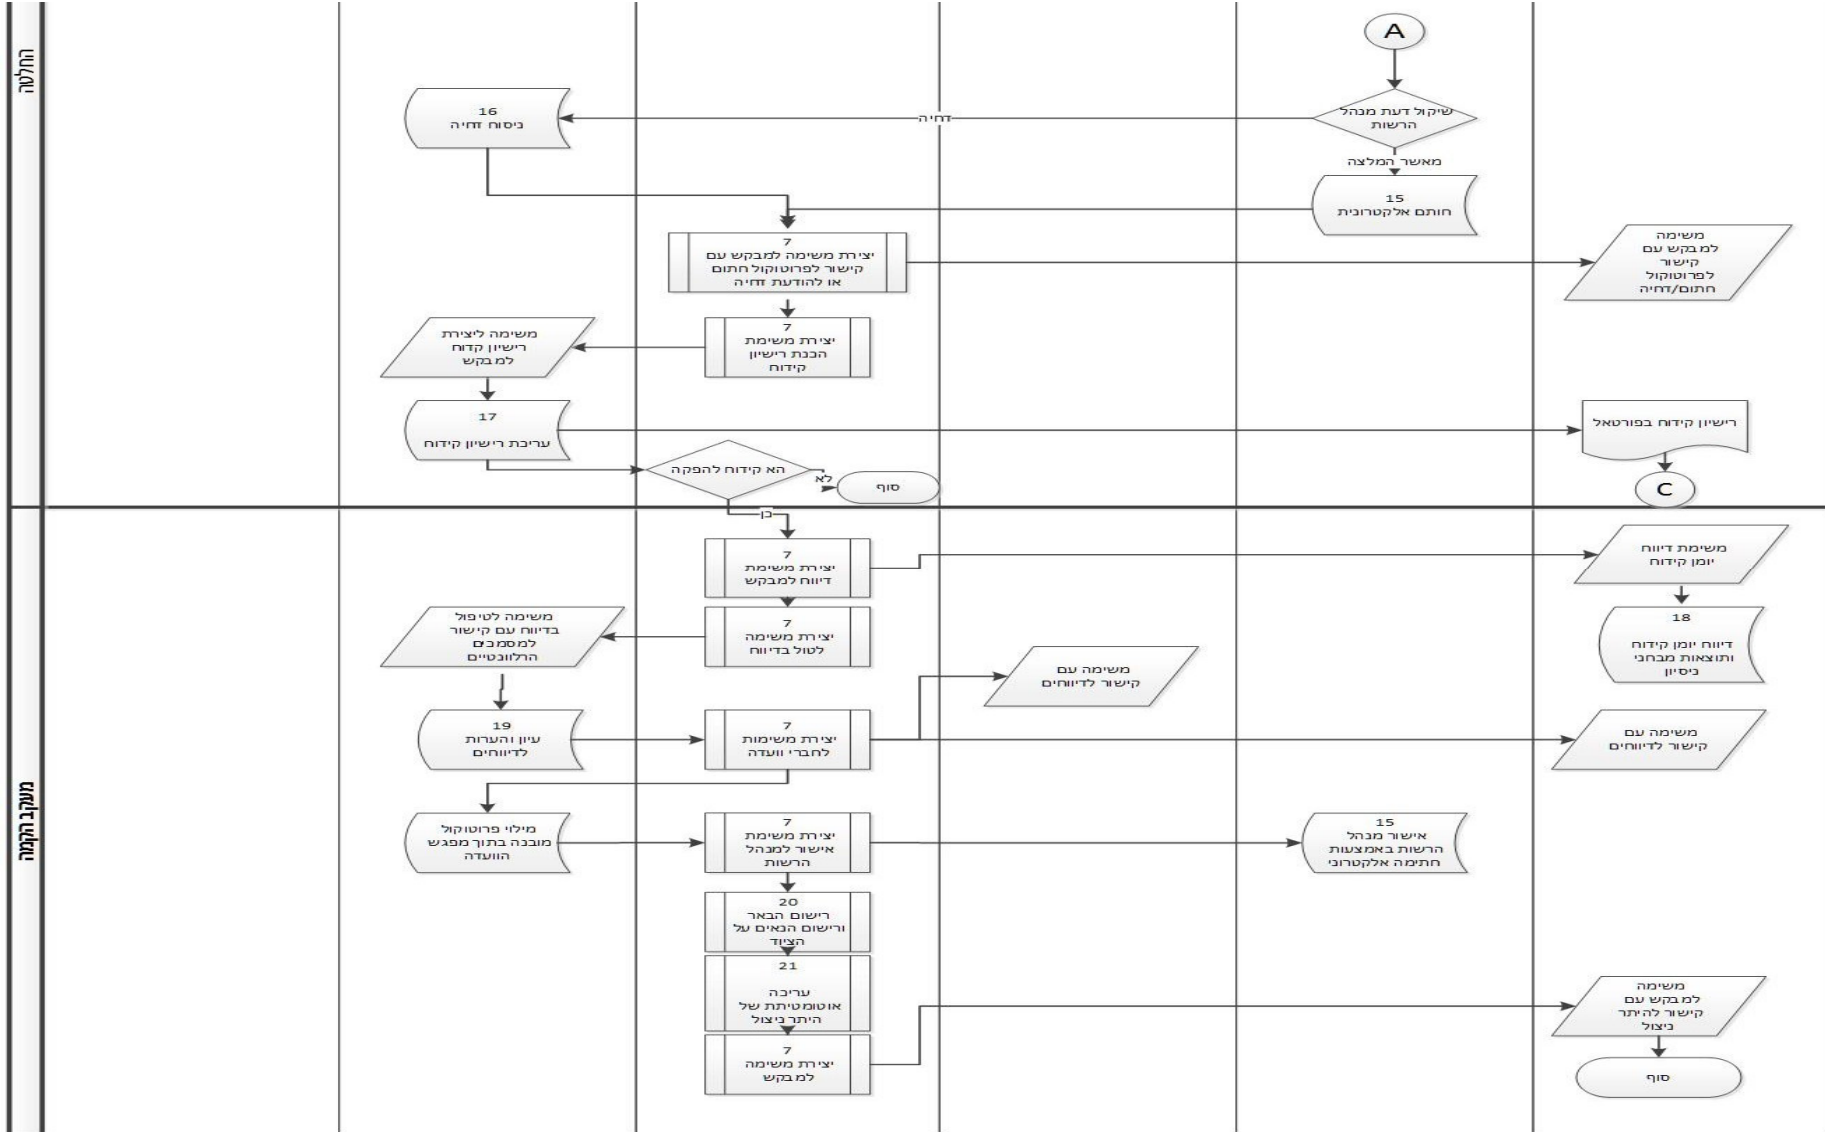 החלטה
A
שיקול דעת מנהל
הרשות
דחיה
16
ניסוח דחיה
מאשר המלצה
15
חותם אלקטרונית
7
יצירת משימה למבקש עם
קישור לפרוטוקול חתום
או להודעת דחיה
משימה
למבקש עם
קישור
לפרוטוקול
חתום/דחיה
7
יצירת משימת
הכנת רישיון
קידוח
משימה ליצירת
רישיון קדוח
למבקש
17
עריכת רישיון קידוח
רישיון קידוח בפורטאל
C
הא קידוח להפקה
לא
סוף
כן
מעקב הקמה
7
יצירת משימת
דיווח למבקש
משימת דיווח
יומן קידוח
7
יצירת משימה
לטול בדיווח
משימה לטיפול
בדיווח עם קישור
למסמכים
הרלוונטיים
18
דיווח יומן קידוח
ותוצאות מבחני
ניסיון
משימה עם
קישור לדיווחים
19
עיון והערות
לדיווחים
7
יצירת משימות
לחברי וועדה
משימה עם
קישור לדיווחים
מילוי פרוטוקול
מובנה בתוך מפגש
הוועדה
7
יצירת משימת
אישור למנהל
הרשות
15
אישור מנהל
הרשות באמצעות
חתימה אלקטרוני
20
רישום הבאר
ורישום הנאים על
הציוד
21
עריכה
אוטומטיתת של
היתר ניצול
משימה
למבקש עם
קישור להיתר
ניצול
7
יצירת משימה
למבקש
סוף